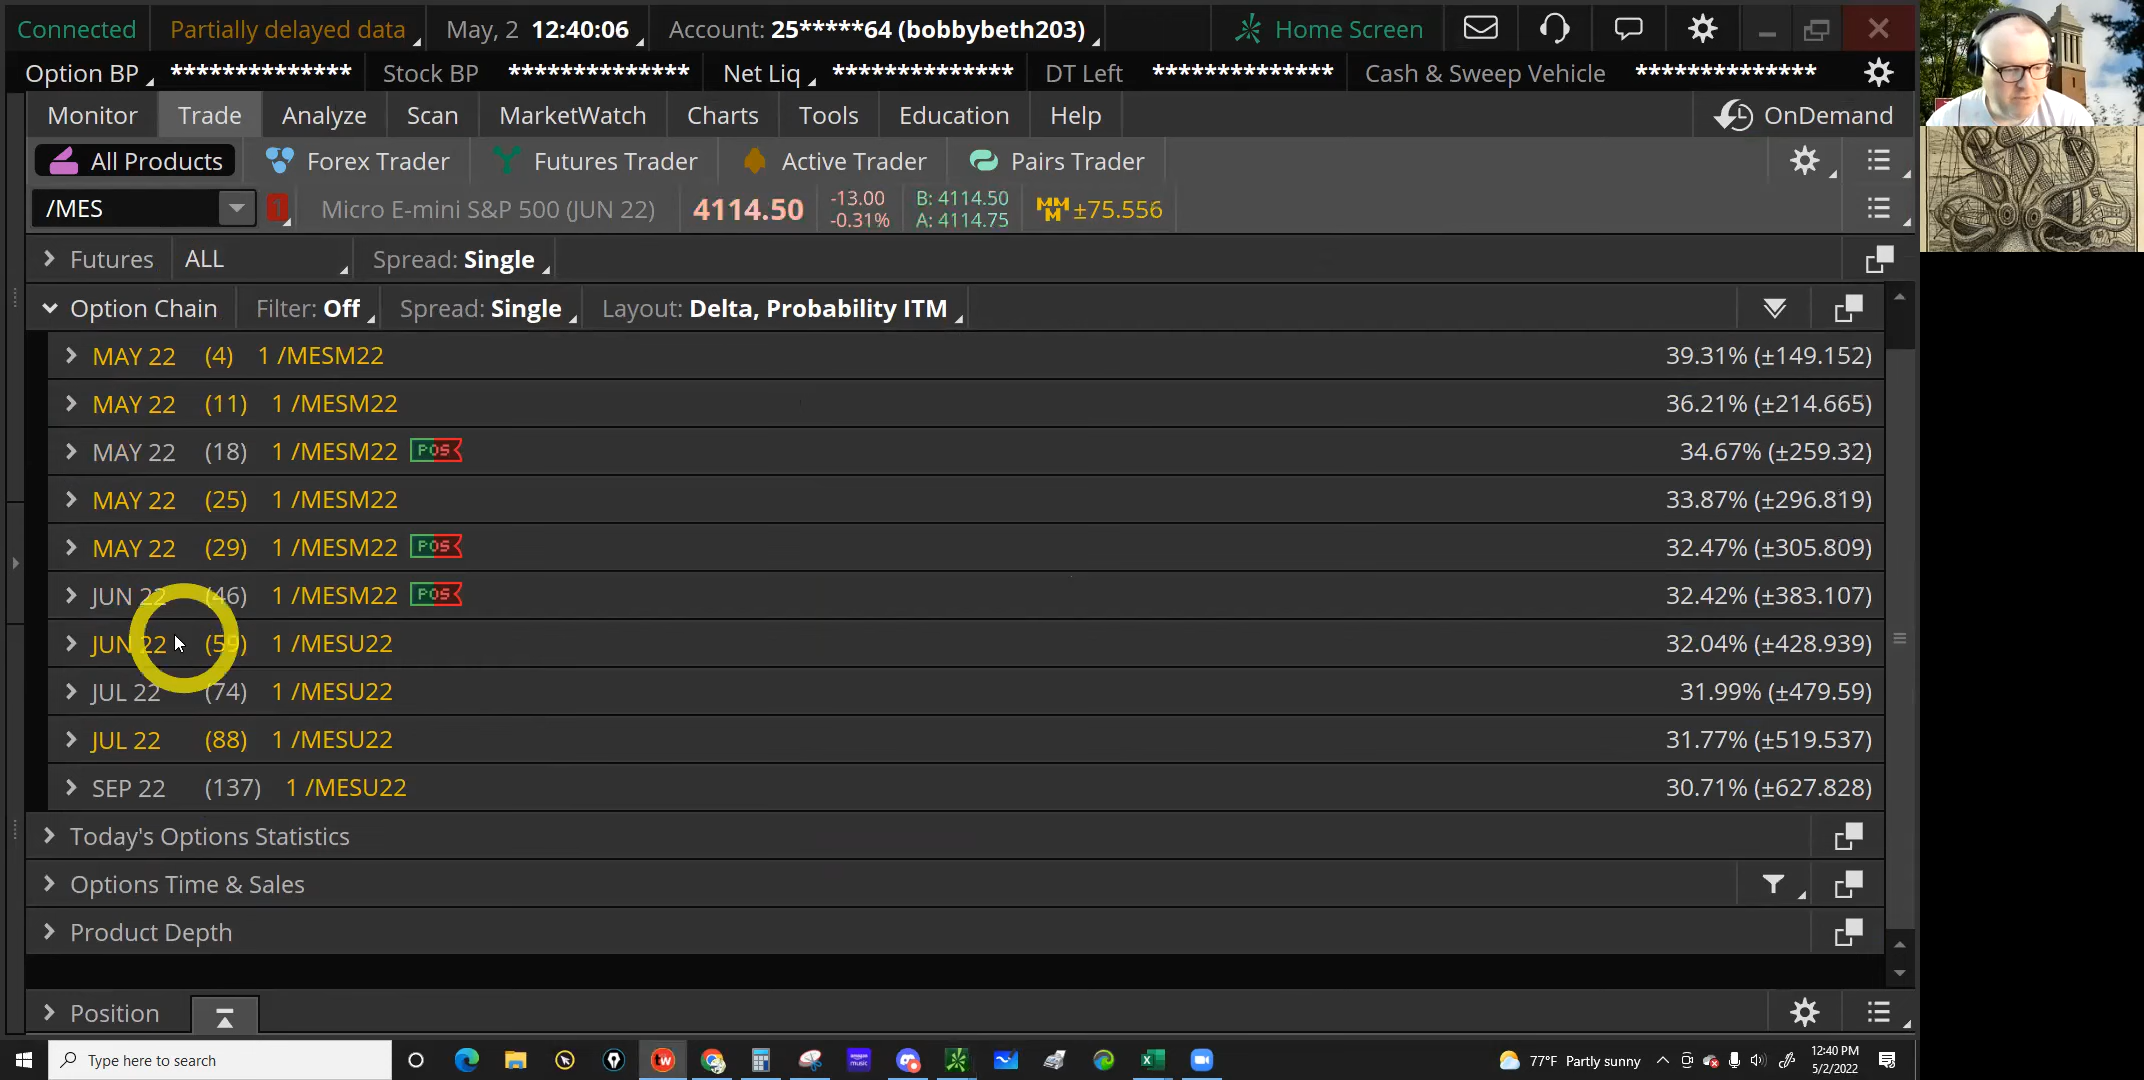 Connected Partially delayed data May, 2 12:40:06 Account: 25*****64 (bobbybeth203) Home Screen
Option BP ************** Stock BP ************** Net Liq ************** DT Left ************** Cash & Sweep Vehicle **************
Monitor Trade Analyze Scan MarketWatch Charts Tools Education Help OnDemand
All Products Forex Trader Futures Trader Active Trader Pairs Trader
/MES 1 Micro E-mini S&P 500 (JUN 22) 4114.50 -13.00 B: 4114.50 ±75.556
-0.31% A: 4114.75
Futures ALL Spread: Single
Option Chain Filter: Off Spread: Single Layout: Delta, Probability ITM
MAY 22 (4) 1 /MESM22 39.31% (±149.152)
MAY 22 (11) 1 /MESM22 36.21% (±214.665)
MAY 22 (18) 1 /MESM22 POS 34.67% (±259.32)
MAY 22 (25) 1 /MESM22 33.87% (±296.819)
MAY 22 (29) 1 /MESM22 POS 32.47% (±305.809)
JUN 22 (46) 1 /MESM22 POS 32.42% (±383.107)
JUN 22 (59) 1 /MESU22 32.04% (±428.939)
JUL 22 (74) 1 /MESU22 31.99% (±479.59)
JUL 22 (88) 1 /MESU22 31.77% (±519.537)
SEP 22 (137) 1 /MESU22 30.71% (±627.828)
Today's Options Statistics
Options Time & Sales
Product Depth
Position
Type here to search 77°F Partly sunny 12:40 PM
5/2/2022